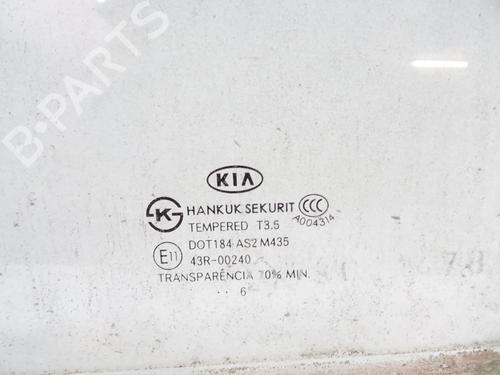 B-PARTS
KIA
KS HANKUK SEKURIT CCC
A004314
TEMPERED T3.5
DOT184 AS2 M435
E11 43R-00240
TRANSPARÊNCIA 70% MIN.
.. 6